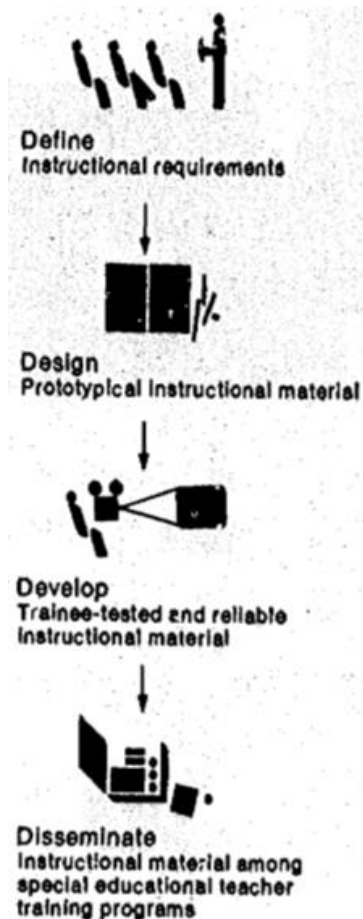 Define
Instructional requirements
Design
Prototypical instructional material
Develop
Trainee-tested and reliable
instructional material
Disseminate
Instructional material among
special educational teacher
training programs